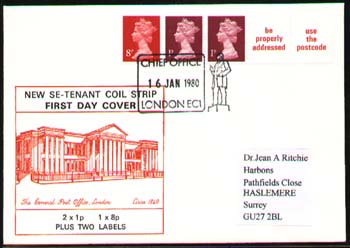 8p
1p
1p
be
properly
addressed
use
the
postcode
CHIEF OFFICE
16 JAN 1980
LONDON EC1
NEW SE-TENANT COIL STRIP
FIRST DAY COVER
The General Post Office, London
Circa 1840
2 x 1p 1 x 8p
PLUS TWO LABELS
Dr Jean A Ritchie
Harbons
Pathfields Close
HASLEMERE
Surrey
GU27 2BL